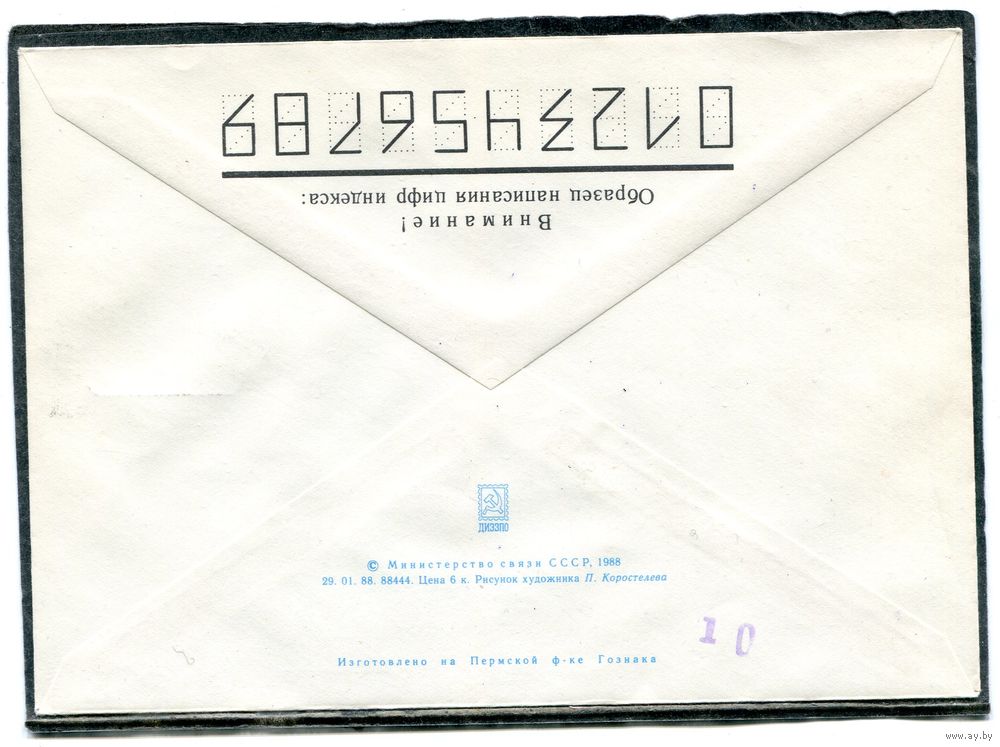 Внимание!
Образец написания цифр индекса:
0123456789
ДИЭЗПО
© Министерство связи СССР, 1988
29. 01. 88. 88444. Цена 6 к. Рисунок художника П. Коростелева
10
Изготовлено на Пермской ф-ке Гознака
www.ay.by